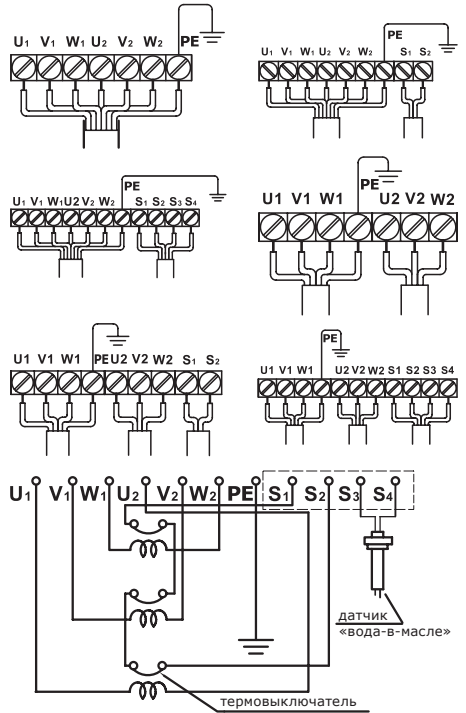 PE
U1 V1 W1 U2 V2 W2
PE
U1 V1 W1 U2 V2 W2 S1 S2
PE
U1 V1 W1 U2 V2 W2 S1 S2 S3 S4
PE
U1 V1 W1 U2 V2 W2
U1 V1 W1 PE U2 V2 W2 S1 S2
PE
U1 V1 W1 U2 V2 W2 S1 S2 S3 S4
U1 V1 W1 U2 V2 W2 PE S1 S2 S3 S4
датчик
«вода-в-масле»
термовыключатель